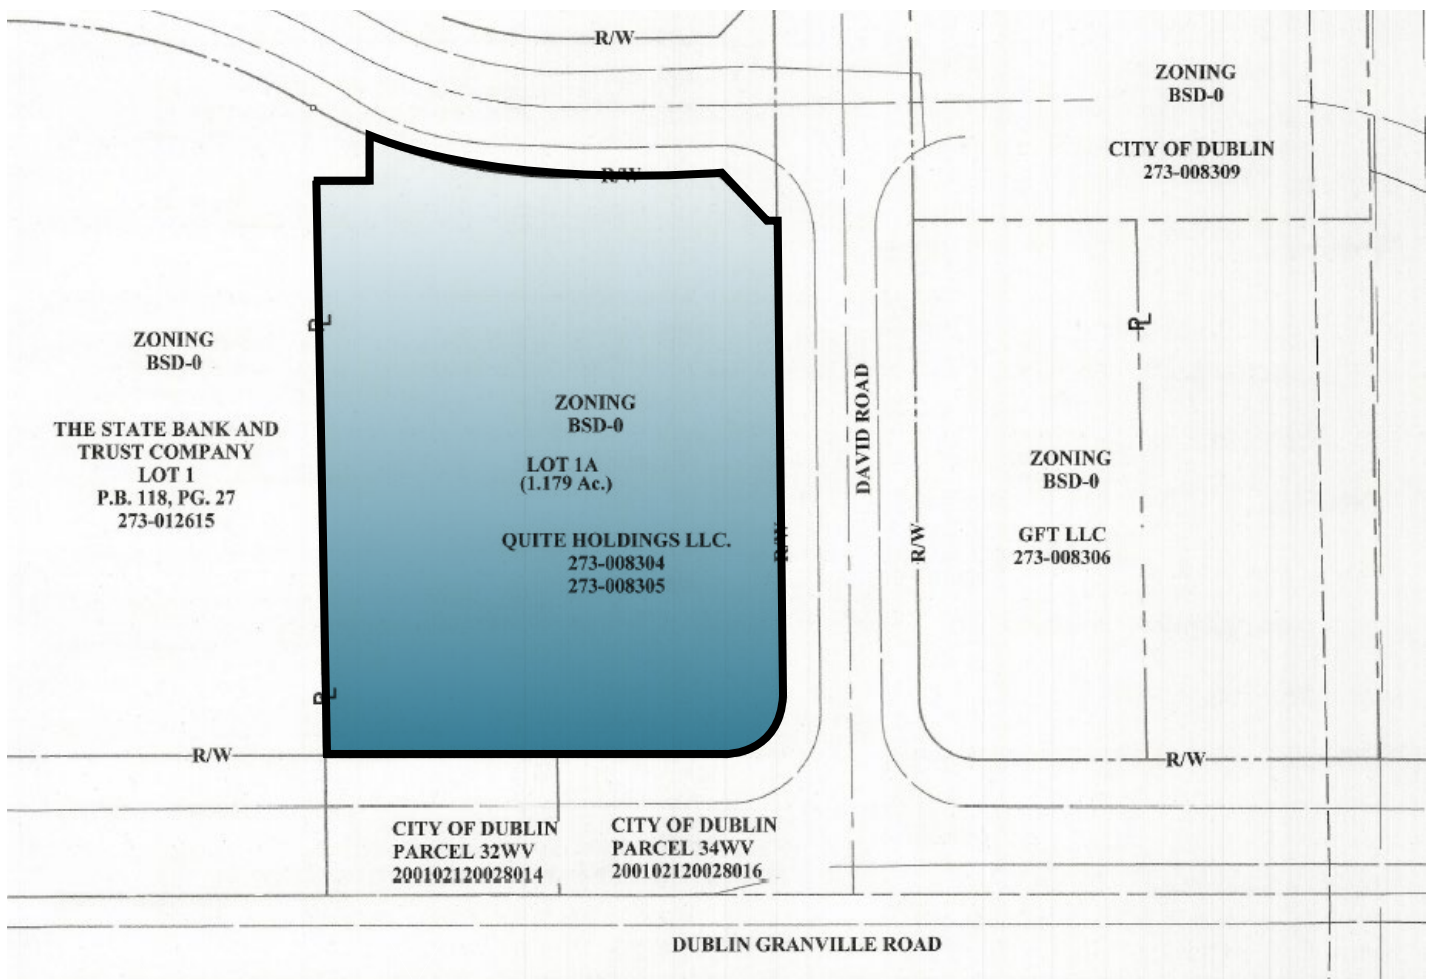 R/W
ZONING
BSD-0
CITY OF DUBLIN
273-008309
R/W
PL
ZONING
BSD-0
THE STATE BANK AND
TRUST COMPANY
LOT 1
P.B. 118, PG. 27
273-012615
ZONING
BSD-0
LOT 1A
(1.179 Ac.)
QUITE HOLDINGS LLC.
273-008304
273-008305
R/W
DAVID ROAD
R/W
PL
ZONING
BSD-0
GFT LLC
273-008306
PL
R/W
R/W
CITY OF DUBLIN
PARCEL 32WV
200102120028014
CITY OF DUBLIN
PARCEL 34WV
200102120028016
DUBLIN GRANVILLE ROAD